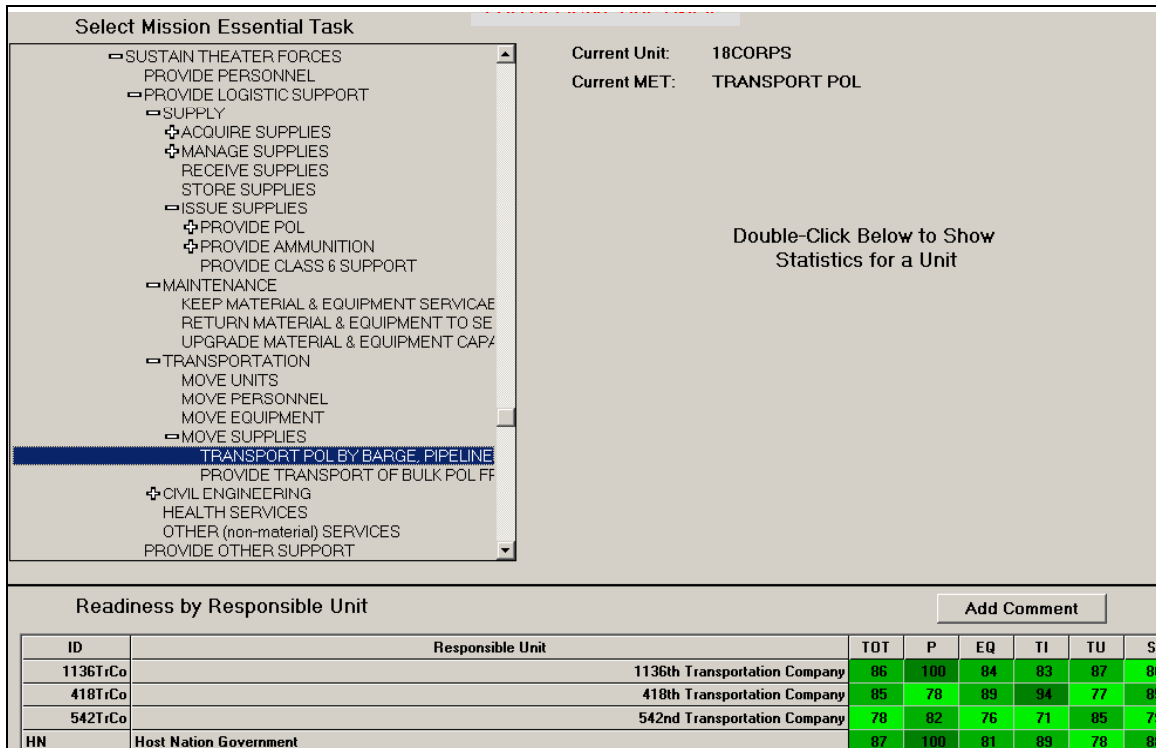 Select Mission Essential Task
SUSTAIN THEATER FORCES
PROVIDE PERSONNEL
PROVIDE LOGISTIC SUPPORT
SUPPLY
ACQUIRE SUPPLIES
MANAGE SUPPLIES
RECEIVE SUPPLIES
STORE SUPPLIES
ISSUE SUPPLIES
PROVIDE POL
PROVIDE AMMUNITION
PROVIDE CLASS 6 SUPPORT
MAINTENANCE
KEEP MATERIAL & EQUIPMENT SERVICAE
RETURN MATERIAL & EQUIPMENT TO SE
UPGRADE MATERIAL & EQUIPMENT CAPA
TRANSPORTATION
MOVE UNITS
MOVE PERSONNEL
MOVE EQUIPMENT
MOVE SUPPLIES
TRANSPORT POL BY BARGE, PIPELINE
PROVIDE TRANSPORT OF BULK POL FF
CIVIL ENGINEERING
HEALTH SERVICES
OTHER (non-material) SERVICES
PROVIDE OTHER SUPPORT
Current Unit: 18CORPS
Current MET: TRANSPORT POL
Double-Click Below to Show
Statistics for a Unit
Readiness by Responsible Unit
Add Comment
ID Responsible Unit TOT P EQ TI TU S
1136TrCo 1136th Transportation Company 86 100 84 83 87
418TrCo 418th Transportation Company 85 78 89 94 77
542TrCo 542nd Transportation Company 78 82 76 71 85
HN Host Nation Government 87 100 81 89 78